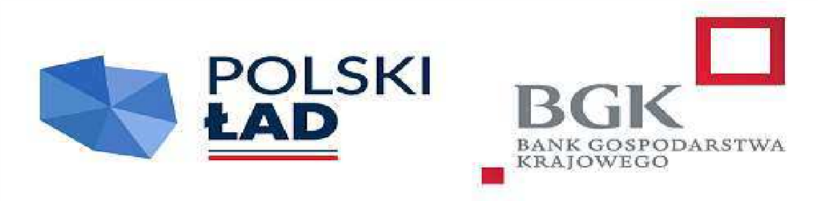 POLSKI
ŁAD
BGK
BANK GOSPODARSTWA
KRAJOWEGO